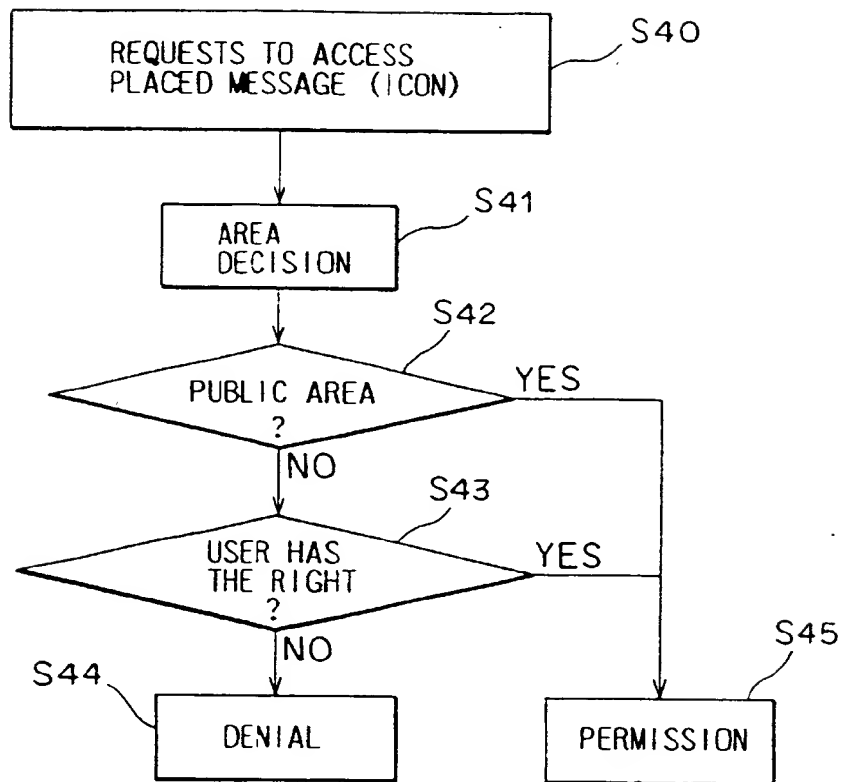 REQUESTS TO ACCESS
PLACED MESSAGE (ICON)
S40
S41
AREA
DECISION
S42
PUBLIC AREA
?
YES
NO
S43
USER HAS
THE RIGHT
?
YES
NO
S44
DENIAL
S45
PERMISSION